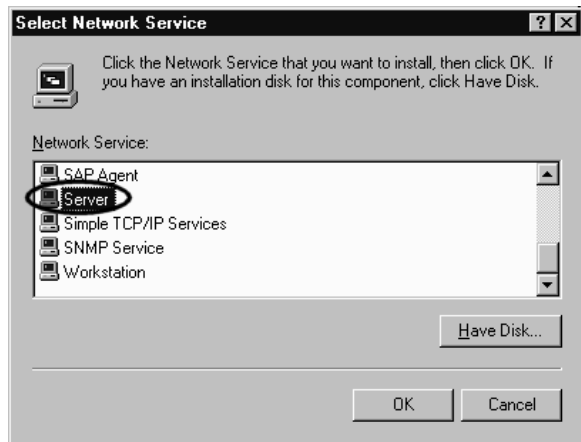 Select Network Service
Click the Network Service that you want to install, then click OK. If
you have an installation disk for this component, click Have Disk.
Network Service:
SAP Agent
Server
Simple TCP/IP Services
SNMP Service
Workstation
Have Disk...
OK Cancel